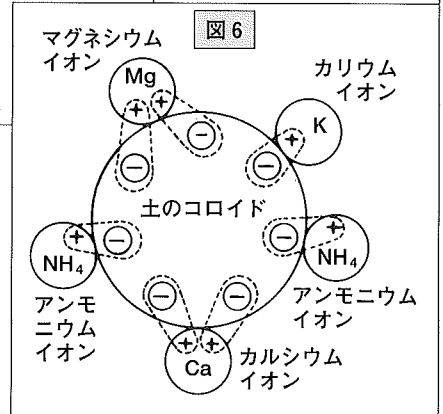 図6
マグネシウム
イオン
Mg
+ +
カリウム
イオン
K
+
−
−
−
土のコロイド
+
NH₄
−
アンモ
ニウム
イオン
−
+
NH₄
アンモニウム
イオン
−
−
+ +
Ca
カルシウム
イオン